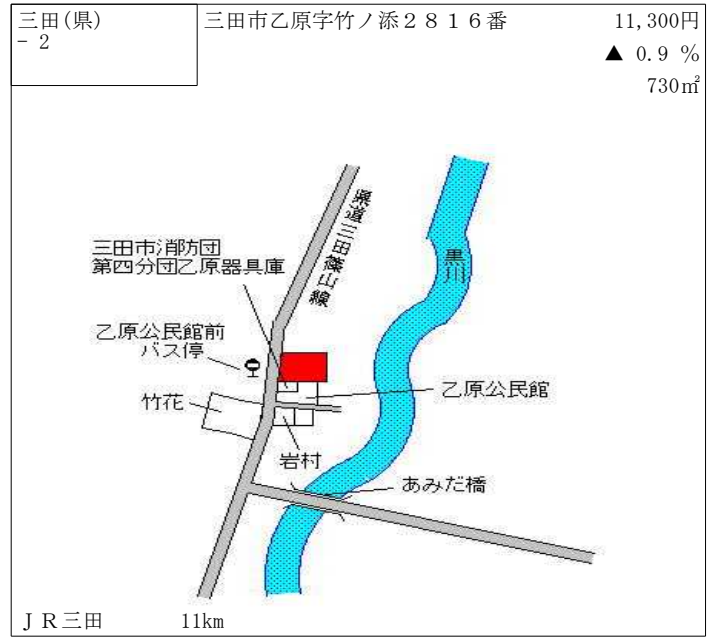 三田(県)
- 2
三田市乙原字竹ノ添２８１６番
11,300円
▲ 0.9 %
730㎡
県道三田篠山線
黒川
三田市消防団
第四分団乙原器具庫
乙原公民館前
バス停
竹花
乙原公民館
岩村
あみだ橋
ＪＲ三田 11km